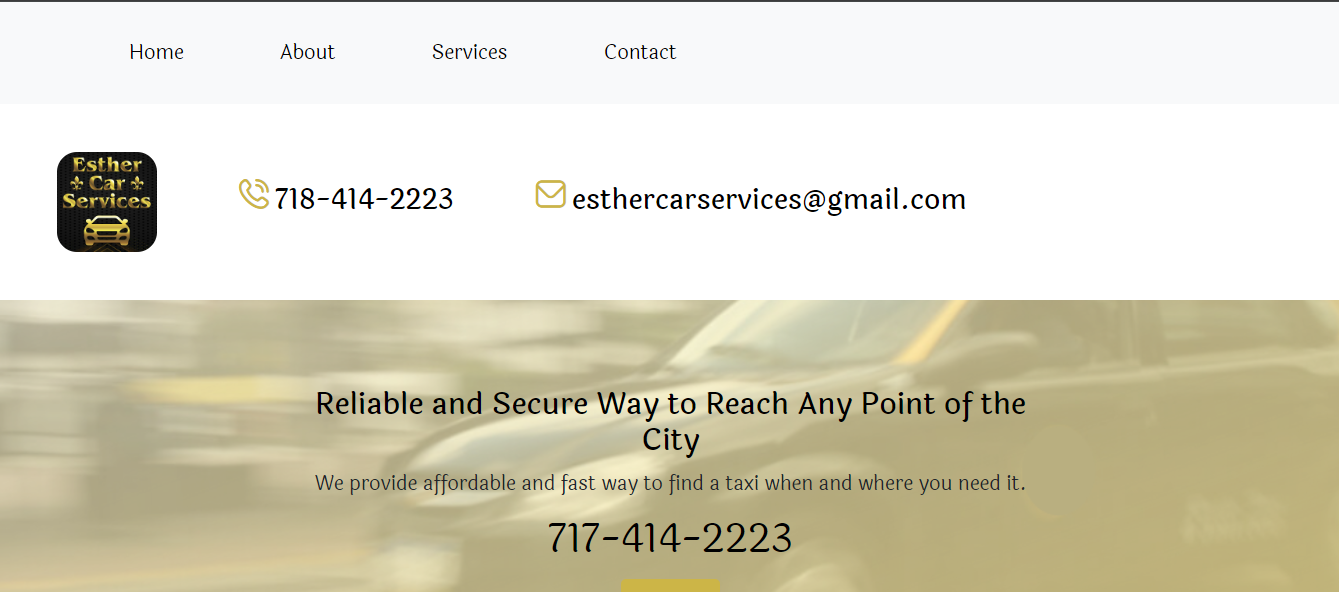 Home About Services Contact
Esther
Car
Services
718-414-2223
esthercarservices@gmail.com
Reliable and Secure Way to Reach Any Point of the
City
We provide affordable and fast way to find a taxi when and where you need it.
717-414-2223